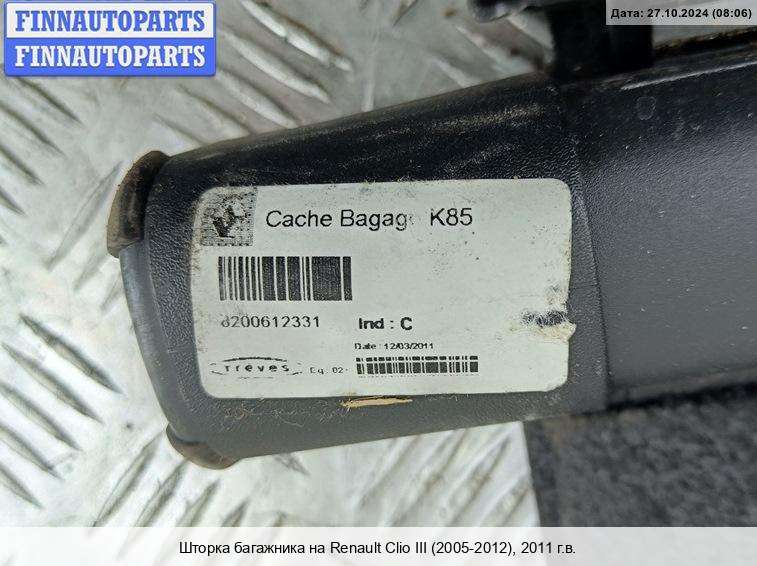 FINNAUTOPARTS
FINNAUTOPARTS
Дата: 27.10.2024 (08:06)
Cache Bagag K85
8200612331 Ind : C
Date : 12/03/2011
Treves Eq 02
Шторка багажника на Renault Clio III (2005-2012), 2011 г.в.